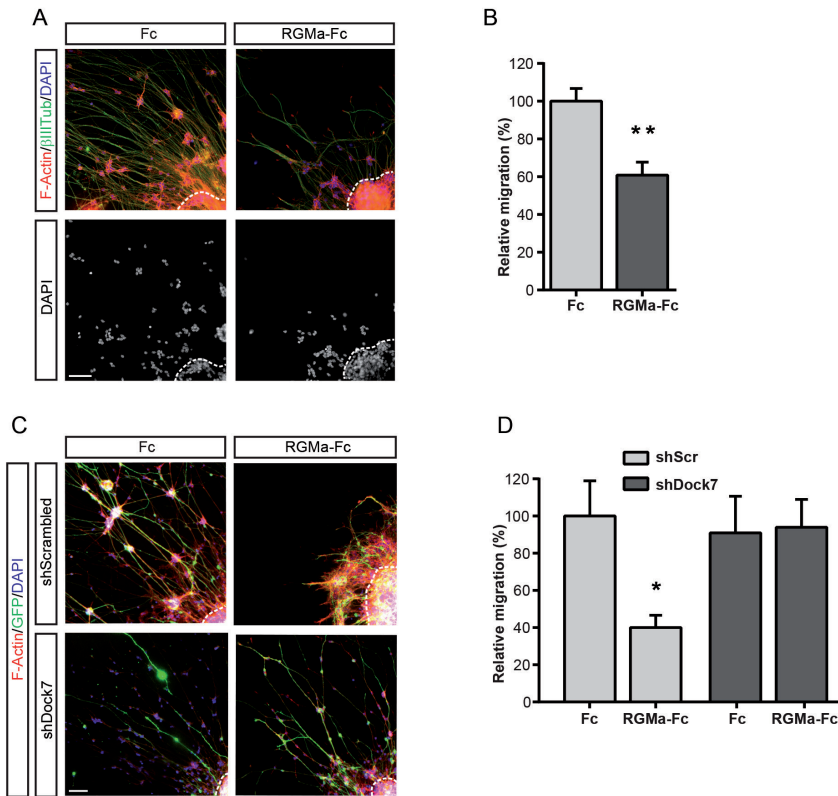 A
Fc
RGMa-Fc
F-Actin/βIIITub/DAPI
DAPI
B
Relative migration (%)
120
100
80
60
40
20
0
**
Fc
RGMa-Fc
C
Fc
RGMa-Fc
F-Actin/GFP/DAPI
shScrambled
shDock7
D
shScr
shDock7
Relative migration (%)
120
100
80
60
40
20
0
*
Fc
RGMa-Fc
Fc
RGMa-Fc